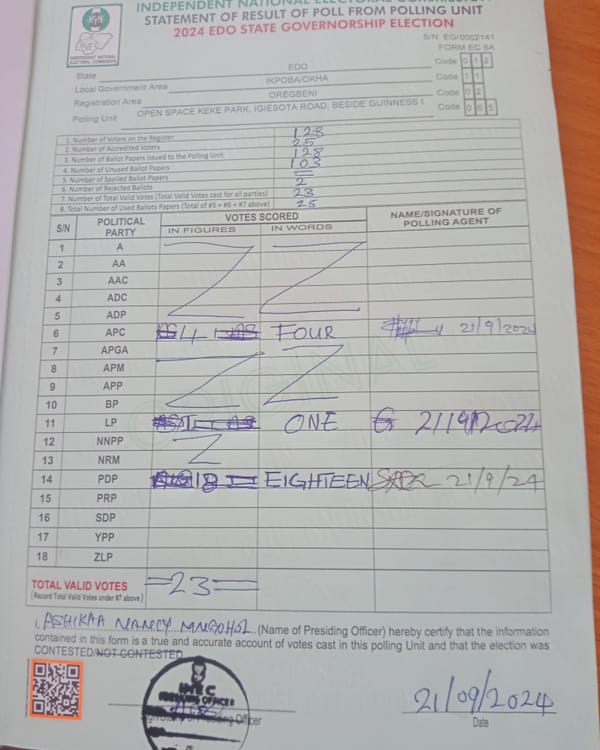 INDEPENDENT NATIONAL ELECTORAL COMMISSION
STATEMENT OF RESULT OF POLL FROM POLLING UNIT
2024 EDO STATE GOVERNORSHIP ELECTION
INEC
INDEPENDENT NATIONAL ELECTORAL COMMISSION
S/N: EG/0002141
FORM EC 8A
State EDO Code 1 2
Local Government Area IKPOBA/OKHA Code 1 1
Registration Area OREGBENI Code 0 2
Polling Unit OPEN SPACE KEKE PARK, IGIESOTA ROAD, BESIDE GUINNESS I Code
1. Number of Voters on the Register 128
2. Number of Accredited Voters 25
3. Number of Ballot Papers Issued to the Polling Unit 128
4. Number of Unused Ballot Papers 103
5. Number of Spoiled Ballot Papers =
6. Number of Rejected Ballots 2
7. Number of Total Valid Votes (Total Valid Votes cast for all parties) 23
8. Total Number of Used Ballots Papers (Total of #5 + #6 + #7 above) 25
S/N POLITICAL PARTY VOTES SCORED NAME/SIGNATURE OF POLLING AGENT
IN FIGURES IN WORDS
1 A
2 AA
3 AAC
4 ADC
5 ADP
6 APC 4 FOUR 21/9/2024
7 APGA
8 APM
9 APP
10 BP
11 LP 1 ONE 21/9/2024
12 NNPP
13 NRM
14 PDP 18 EIGHTEEN 21/9/24
15 PRP
16 SDP
17 YPP
18 ZLP
ORIGINAL
TOTAL VALID VOTES =23=
(Record Total Valid Votes under #7 above)
I, ASHIKAA NANCY MNGOHOL (Name of Presiding Officer) hereby certify that the information
contained in this form is a true and accurate account of votes cast in this polling Unit and that the election was
CONTESTED/NOT CONTESTED
INEC
PRESIDING OFFICER
Signature of Presiding Officer
21/09/2024
Date